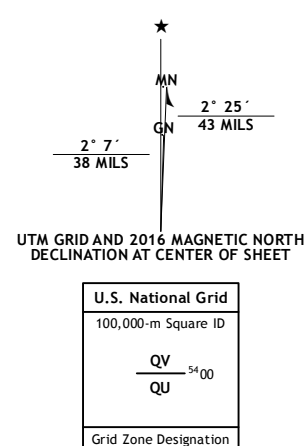 ★
MN
2° 25´
43 MILS
GN
2° 7´
38 MILS
UTM GRID AND 2016 MAGNETIC NORTH
DECLINATION AT CENTER OF SHEET
U.S. National Grid
100,000-m Square ID
QV
5400
QU
Grid Zone Designation